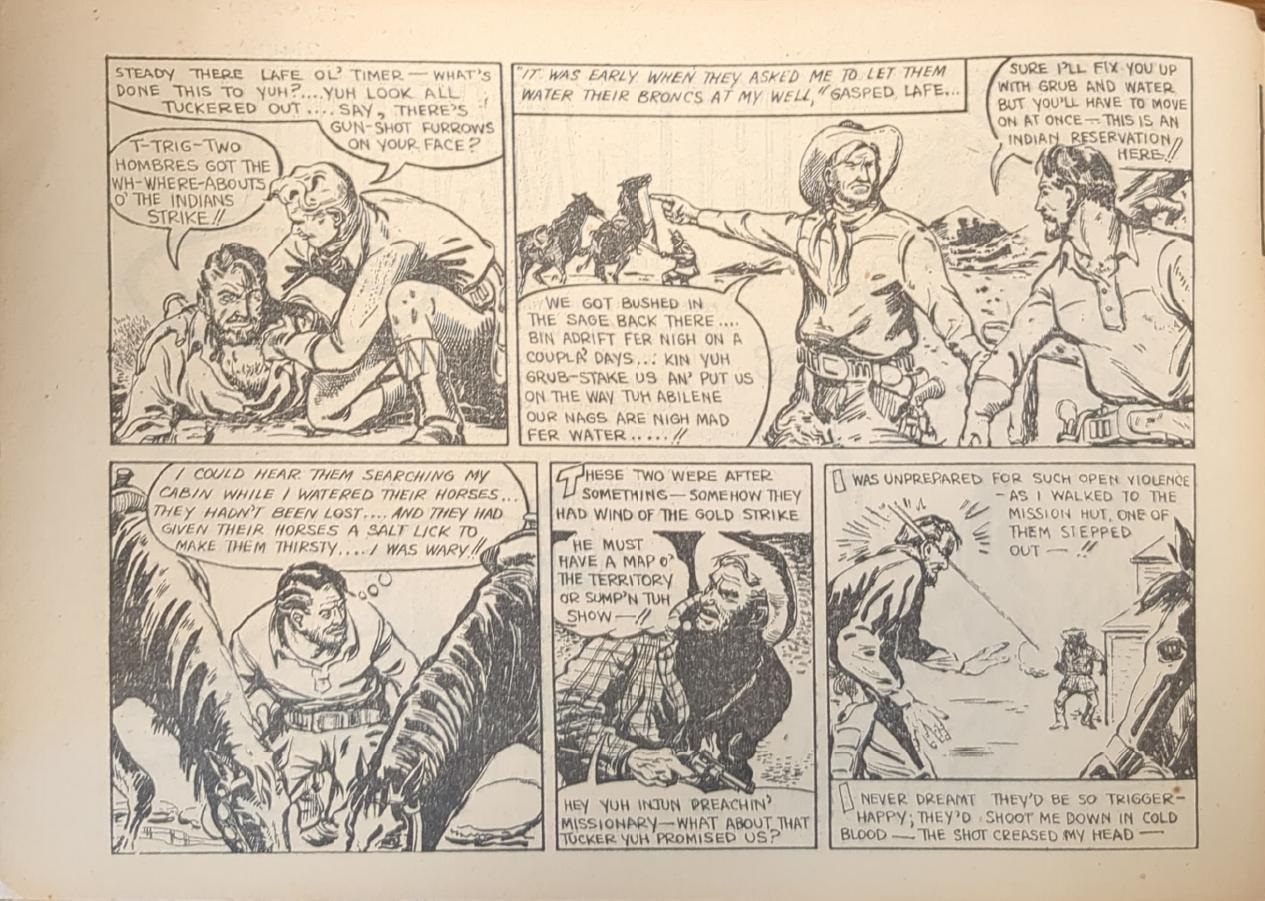 STEADY THERE LAFE OL' TIMER — WHAT'S
DONE THIS TO YUH?....YUH LOOK ALL
TUCKERED OUT.... SAY, THERE'S
GUN-SHOT FURROWS
ON YOUR FACE?
T-TRIG-TWO
HOMBRES GOT THE
WH-WHERE-ABOUTS
O' THE INDIANS
STRIKE!!
"IT WAS EARLY WHEN THEY ASKED ME TO LET THEM
WATER THEIR BRONCS AT MY WELL," GASPED LAFE...
WE GOT BUSHED IN
THE SAGE BACK THERE....
BIN ADRIFT FER NIGH ON A
COUPLA' DAYS... KIN YUH
GRUB-STAKE US AN' PUT US
ON THE WAY TUH ABILENE
OUR NAGS ARE NIGH MAD
FER WATER.....!!
SURE I'LL FIX YOU UP
WITH GRUB AND WATER
BUT YOU'LL HAVE TO MOVE
ON AT ONCE — THIS IS AN
INDIAN RESERVATION
HERE!!
I COULD HEAR THEM SEARCHING MY
CABIN WHILE I WATERED THEIR HORSES...
THEY HADN'T BEEN LOST.... AND THEY HAD
GIVEN THEIR HORSES A SALT LICK TO
MAKE THEM THIRSTY.... I WAS WARY!!
THESE TWO WERE AFTER
SOMETHING — SOMEHOW THEY
HAD WIND OF THE GOLD STRIKE
HE MUST
HAVE A MAP O'
THE TERRITORY
OR SUMP'N TUH
SHOW —!!
HEY YUH INJUN PREACHIN'
MISSIONARY — WHAT ABOUT THAT
TUCKER YUH PROMISED US?
I WAS UNPREPARED FOR SUCH OPEN VIOLENCE
- AS I WALKED TO THE
MISSION HUT, ONE OF
THEM STEPPED
OUT — !!
I NEVER DREAMT THEY'D BE SO TRIGGER-
HAPPY; THEY'D SHOOT ME DOWN IN COLD
BLOOD — THE SHOT CREASED MY HEAD —